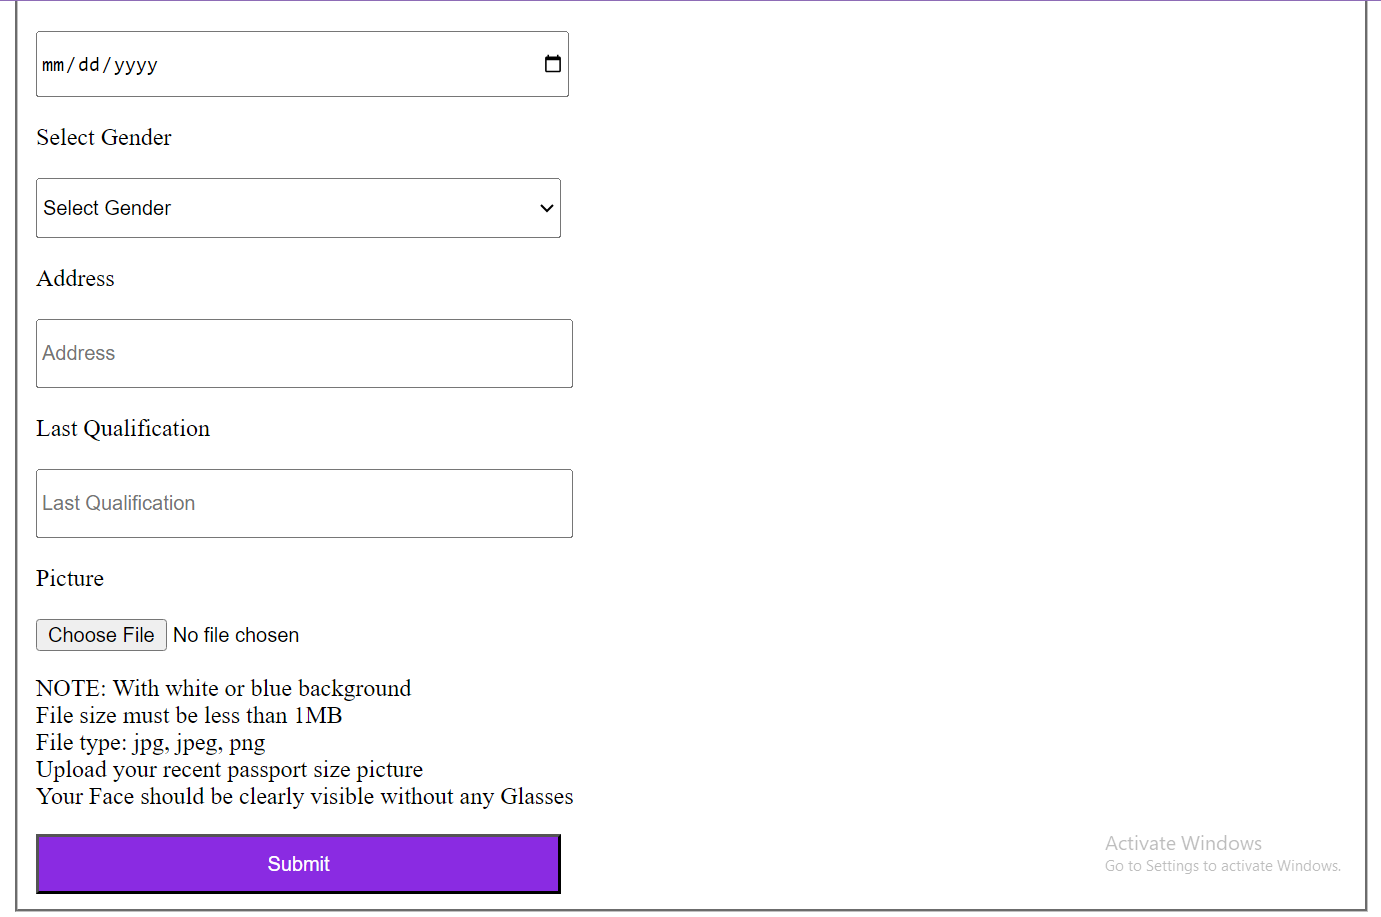 mm/dd/yyyy
Select Gender
Select Gender
Address
Address
Last Qualification
Last Qualification
Picture
Choose File No file chosen
NOTE: With white or blue background
File size must be less than 1MB
File type: jpg, jpeg, png
Upload your recent passport size picture
Your Face should be clearly visible without any Glasses
Submit
Activate Windows
Go to Settings to activate Windows.